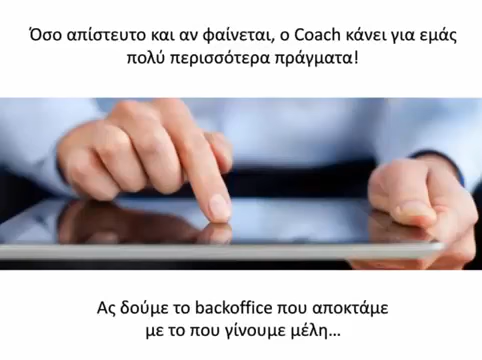 Όσο απίστευτο και αν φαίνεται, ο Coach κάνει για εμάς
πολύ περισσότερα πράγματα!
Ας δούμε το backoffice που αποκτάμε
με το που γίνουμε μέλη...